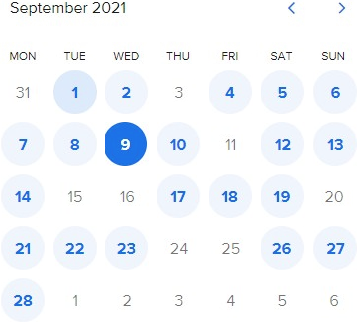 September 2021
MON TUE WED THU FRI SAT SUN
31 1 2 3 4 5 6
7 8 9 10 11 12 13
14 15 16 17 18 19 20
21 22 23 24 25 26 27
28 1 2 3 4 5 6